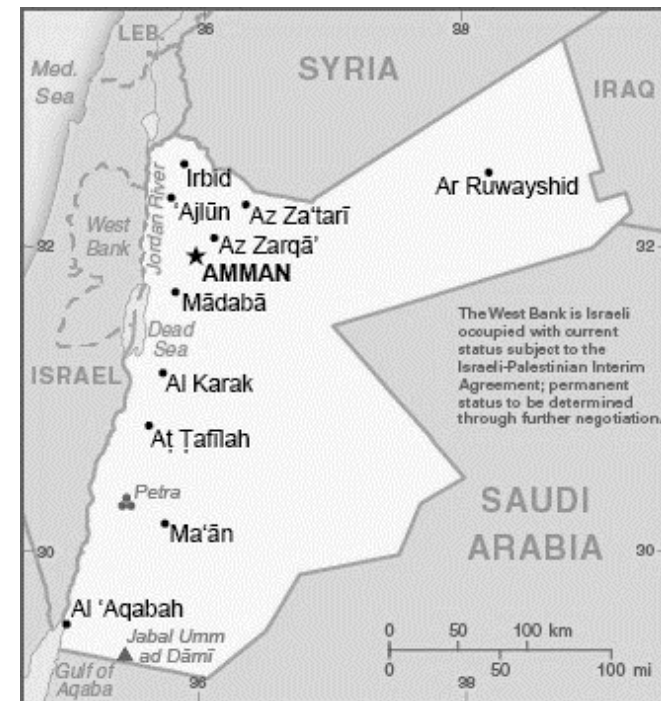 36
38
LEB.
SYRIA
Med.
Sea
IRAQ
Irbid
Ar Ruwayshid
‘Ajlūn
Az Za‘tarī
Jordan River
West
Bank
Az Zarqā’
32
32
AMMAN
Mādabā
The West Bank is Israeli
occupied with current
status subject to the
Israeli-Palestinian Interim
Agreement; permanent
status to be determined
through further negotiation.
Dead
Sea
ISRAEL
Al Karak
Aţ Ţafīlah
Petra
SAUDI
ARABIA
Ma‘ān
30
30
Al ‘Aqabah
Jabal Umm
ad Dāmī
0 50 100 km
0 50 100 mi
Gulf of
Aqaba
36
38